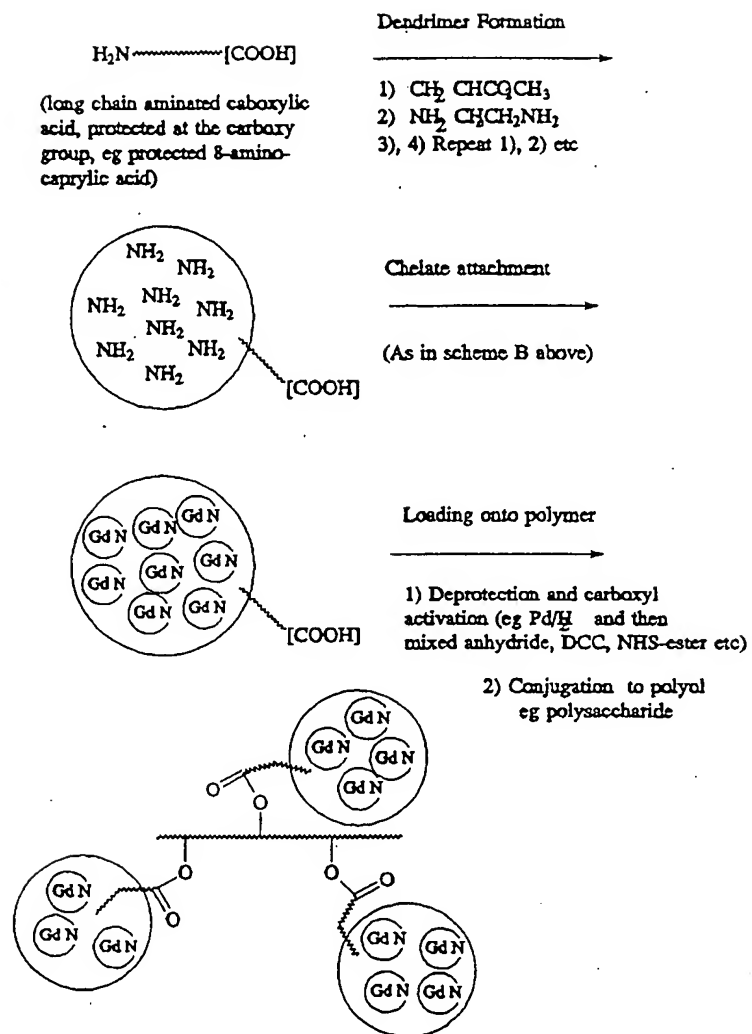 Dendrimer Formation
H₂N [COOH]
(long chain aminated caboxylic
acid, protected at the carboxy
group, eg protected 8-amino-
caprylic acid)
1) CH₂ CHCO₂CH₃
2) NH₂ CH₂CH₂NH₂
3), 4) Repeat 1), 2) etc
NH₂
NH₂
NH₂ NH₂ NH₂
NH₂
NH₂ NH₂
NH₂
[COOH]
Chelate attachment
(As in scheme B above)
Gd N Gd N Gd N
Gd N Gd N Gd N
Gd N Gd N
[COOH]
Loading onto polymer
1) Deprotection and carboxyl
activation (eg Pd/H₂ and then
mixed anhydride, DCC, NHS-ester etc)
2) Conjugation to polyol
eg polysaccharide
Gd N
Gd N Gd N
Gd N
O
O
O O
O O
Gd N
Gd N Gd N
Gd N Gd N
Gd N Gd N